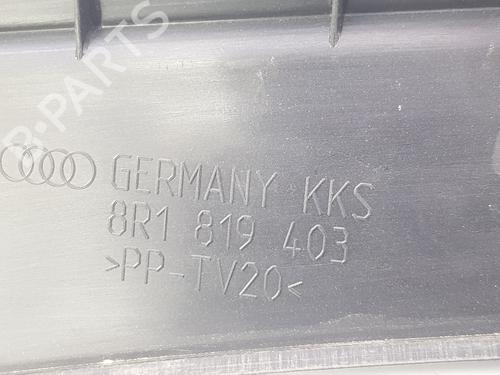 B-PARTS
GERMANY KKS
8R1 819 403
>PP-TV20<